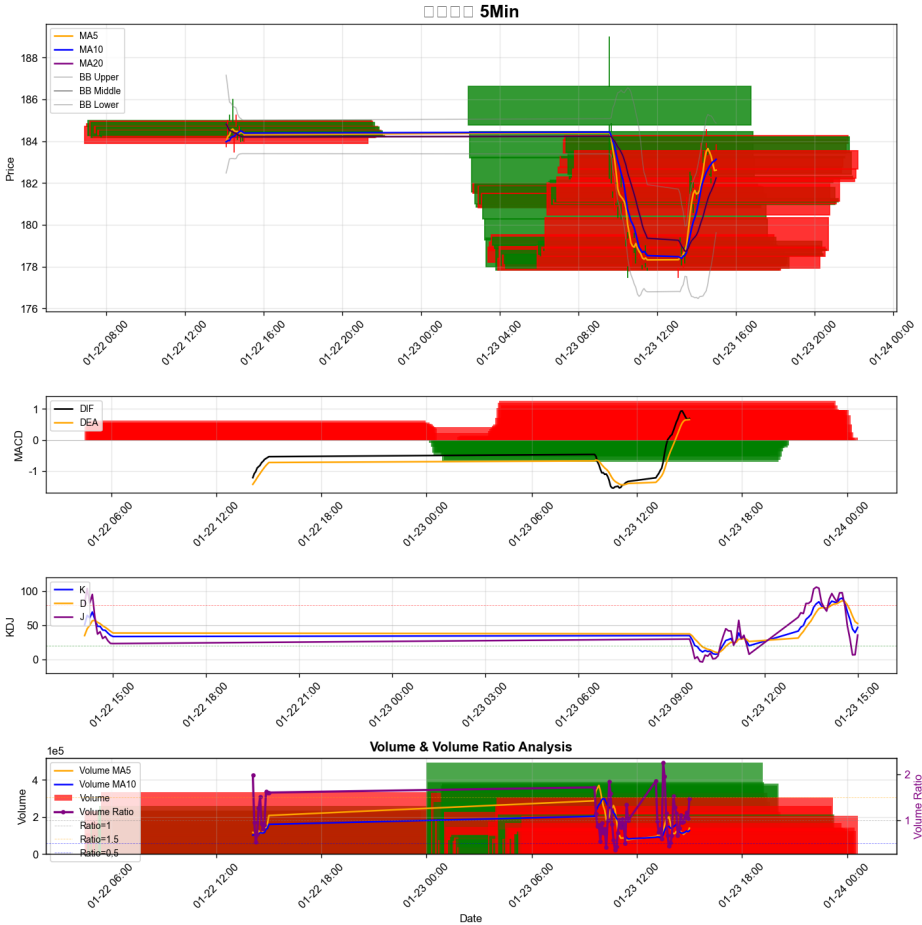 5Min
MA5
MA10
MA20
BB Upper
BB Middle
BB Lower
Price
188
186
184
182
180
178
176
01-22 08:00
01-22 12:00
01-22 16:00
01-22 20:00
01-23 00:00
01-23 04:00
01-23 08:00
01-23 12:00
01-23 16:00
01-23 20:00
01-24 00:00
DIF
DEA
MACD
1
0
-1
01-22 06:00
01-22 12:00
01-22 18:00
01-23 00:00
01-23 06:00
01-23 12:00
01-23 18:00
01-24 00:00
K
D
J
KDJ
100
50
0
01-22 15:00
01-22 18:00
01-22 21:00
01-23 00:00
01-23 03:00
01-23 06:00
01-23 09:00
01-23 12:00
01-23 15:00
Volume & Volume Ratio Analysis
1e5
Volume MA5
Volume MA10
Volume
Volume Ratio
Ratio=1
Ratio=1.5
Ratio=0.5
Volume
4
2
0
2
1
Volume Ratio
01-22 06:00
01-22 12:00
01-22 18:00
01-23 00:00
01-23 06:00
01-23 12:00
01-23 18:00
01-24 00:00
Date